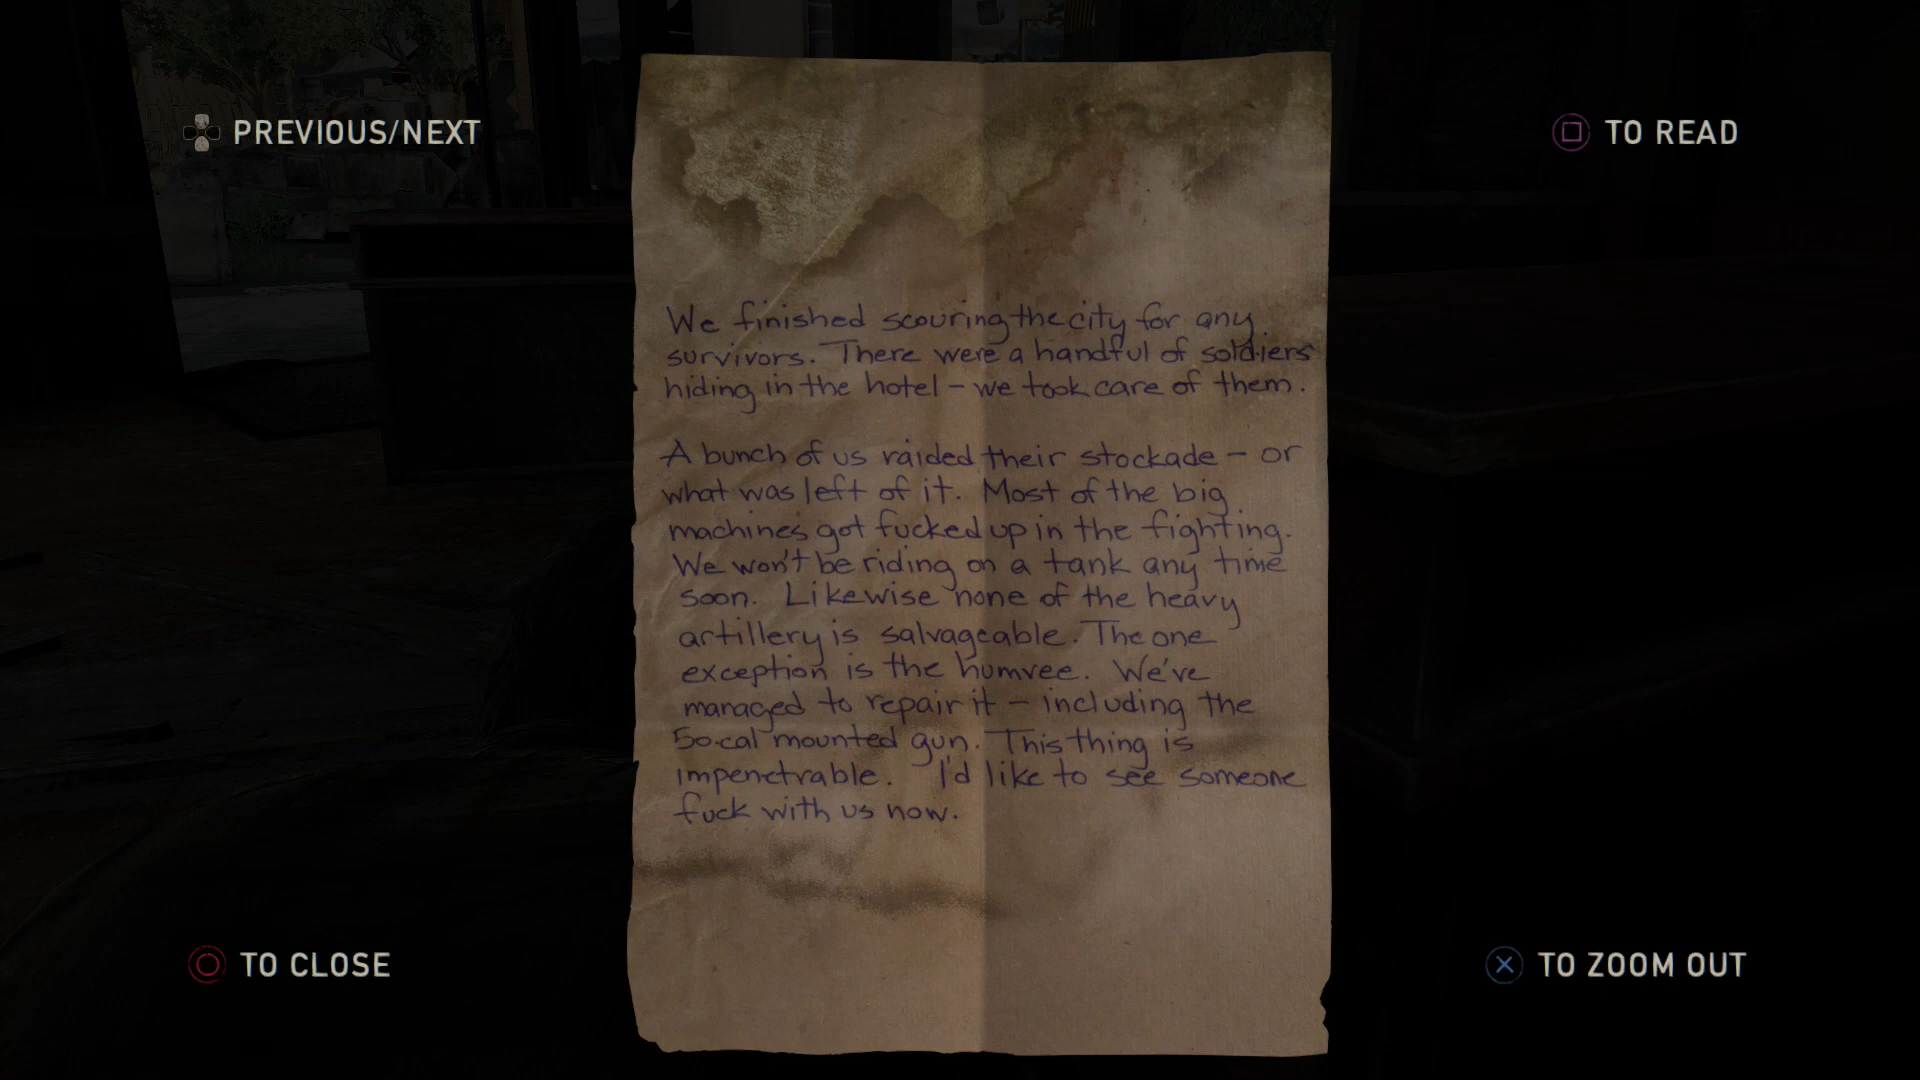 PREVIOUS/NEXT
TO READ
We finished scouring the city for any
survivors. There were a handful of soldiers
hiding in the hotel – we took care of them.
A bunch of us raided their stockade – or
what was left of it. Most of the big
machines got fucked up in the fighting.
We won't be riding on a tank any time
soon. Likewise none of the heavy
artillery is salvageable. The one
exception is the humvee. We've
managed to repair it – including the
50.cal mounted gun. This thing is
impenetrable. I'd like to see someone
fuck with us now.
TO CLOSE
TO ZOOM OUT